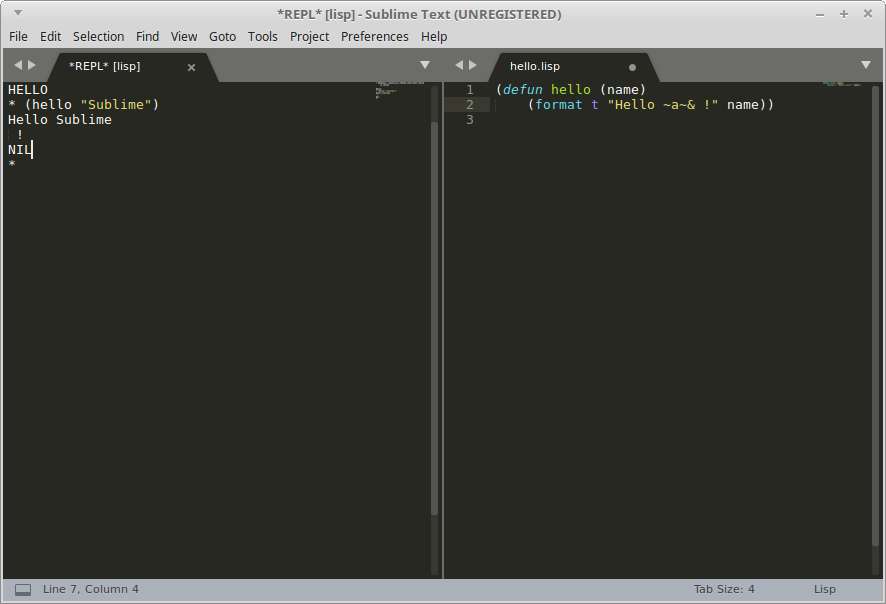 *REPL* [lisp] - Sublime Text (UNREGISTERED)
File Edit Selection Find View Goto Tools Project Preferences Help
*REPL* [lisp]
HELLO
* (hello "Sublime")
Hello Sublime
 !
NIL
*
hello.lisp
1 (defun hello (name)
2     (format t "Hello ~a~& !" name))
3
Line 7, Column 4
Tab Size: 4
Lisp